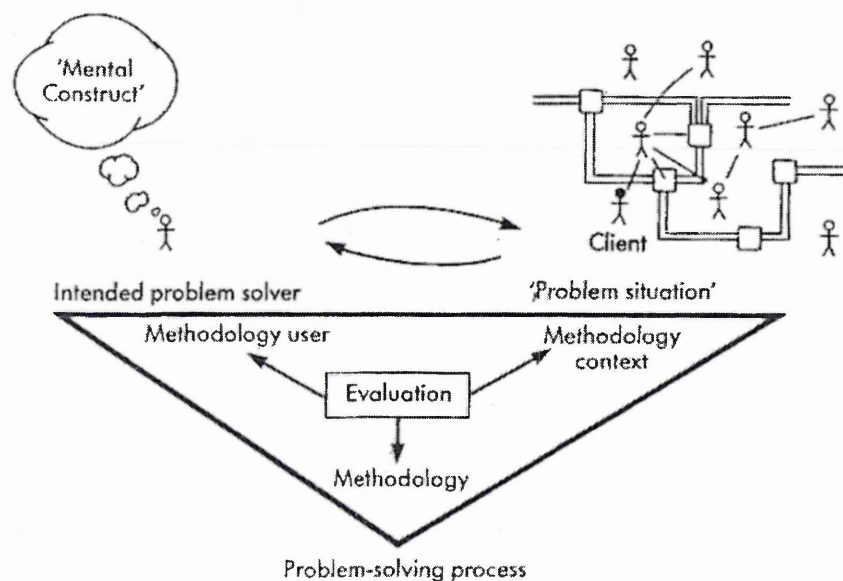 'Mental
Construct'
Client
Intended problem solver
'Problem situation'
Methodology user
Methodology
context
Evaluation
Methodology
Problem-solving process